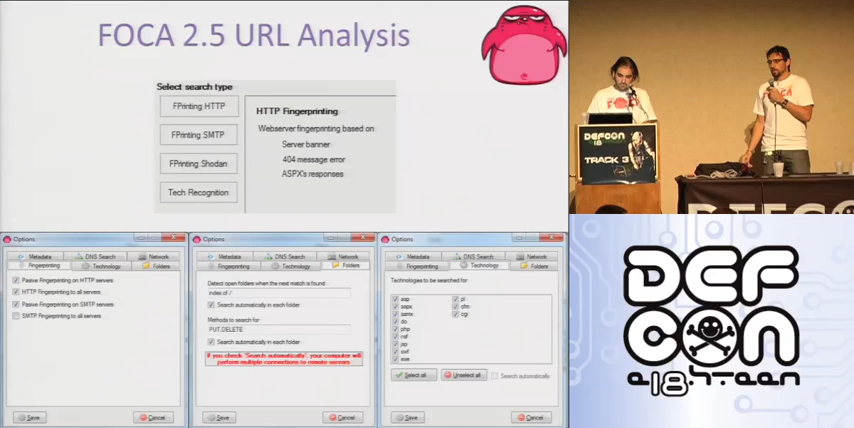 FOCA 2.5 URL Analysis
Select search type
FPrinting HTTP
FPrinting SMTP
FPrinting Shodan
Tech Recognition
HTTP Fingerprinting
Webserver fingerprinting based on
Server banner
404 message error
ASPX's responses
Options
Metadata
DNS Search
Network
Fingerprinting
Technology
Folders
Passive Fingerprinting on HTTP servers
HTTP Fingerprinting to all servers
Passive Fingerprinting on SMTP servers
SMTP Fingerprinting to all servers
Save
Cancel
Options
Metadata
DNS Search
Network
Fingerprinting
Technology
Folders
Detect open folders when the next match is found.
index of /
Search automatically in each folder
Methods to search for
PUT,DELETE
Search automatically in each folder
If you check 'Search automatically', your computer will
perform multiple connections to remote servers
Save
Cancel
Options
Metadata
DNS Search
Network
Fingerprinting
Technology
Folders
Technologies to be searched for:
asp
aspx
do
php
nsf
jsp
swf
exe
pl
cfm
cgi
Select all
Unselect all
Search automatically
Save
Cancel
FOCA
DEFCON
18
TRACK 3
DEFCON
DEF
CON
e18hteen